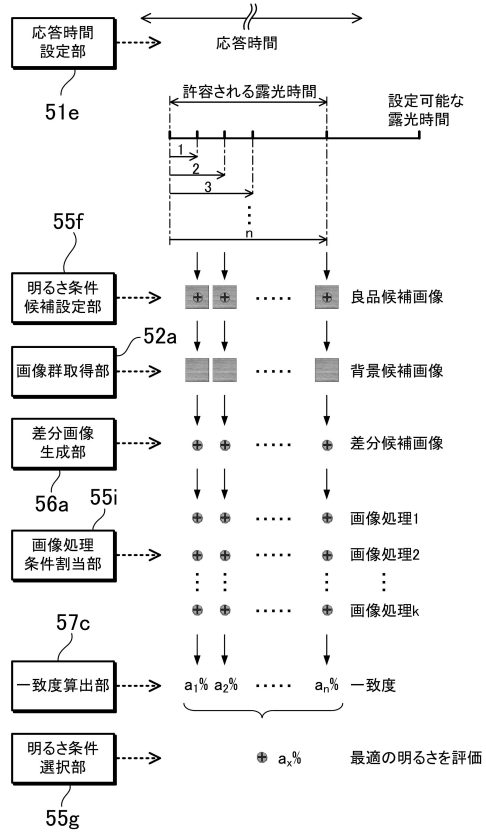 応答時間
設定部
51e
応答時間
許容される露光時間
設定可能な
露光時間
1
2
3
n
55f
明るさ条件
候補設定部
良品候補画像
52a
画像群取得部
背景候補画像
差分画像
生成部
56a
差分候補画像
55i
画像処理
条件割当部
画像処理1
画像処理2
画像処理k
57c
一致度算出部
a1% a2% ····· an% 一致度
明るさ条件
選択部
55g
ax% 最適の明るさを評価